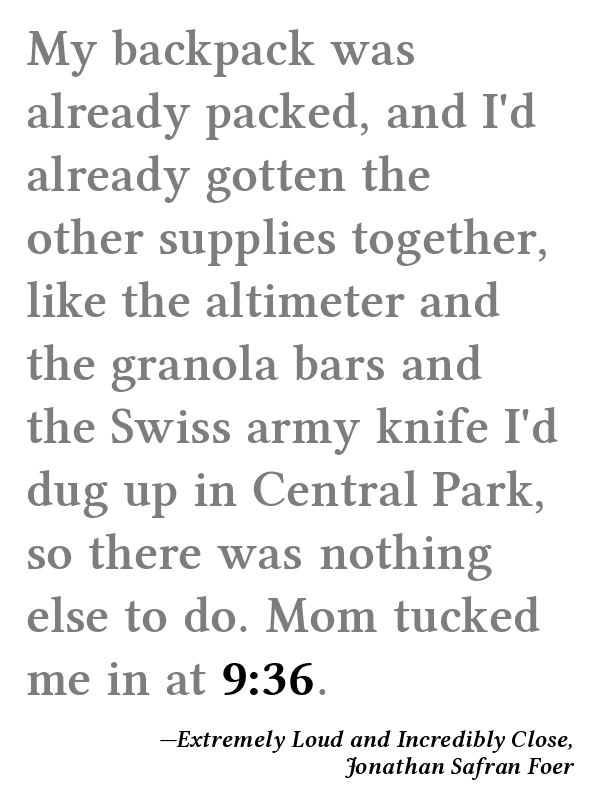 My backpack was
already packed, and I'd
already gotten the
other supplies together,
like the altimeter and
the granola bars and
the Swiss army knife I'd
dug up in Central Park,
so there was nothing
else to do. Mom tucked
me in at 9:36.
—Extremely Loud and Incredibly Close,
Jonathan Safran Foer